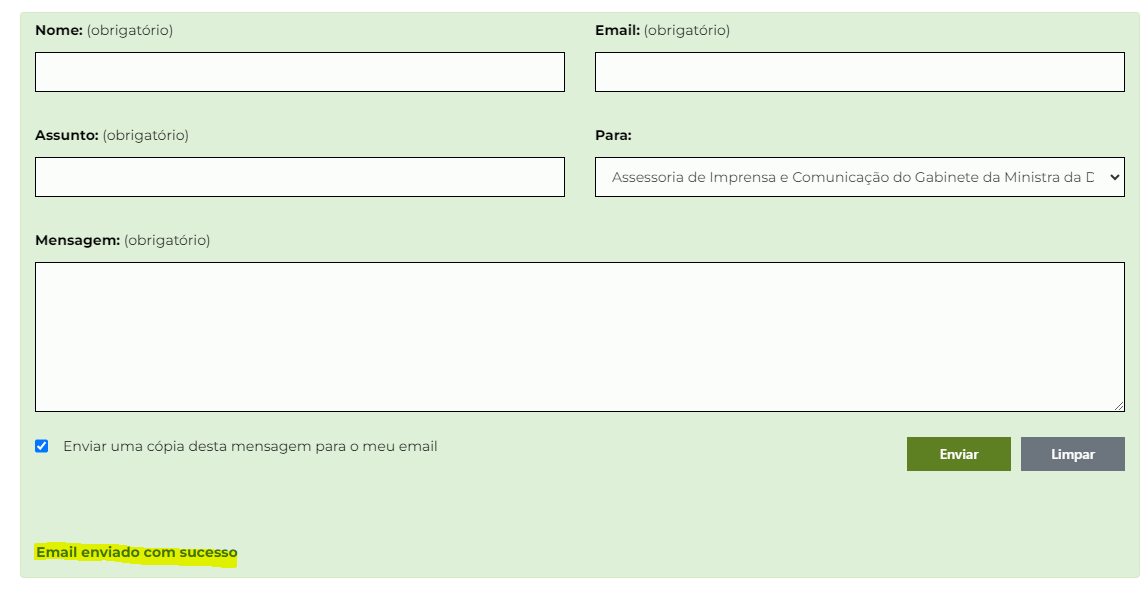 Nome: (obrigatório)
Email: (obrigatório)
Assunto: (obrigatório)
Para:
Assessoria de Imprensa e Comunicação do Gabinete da Ministra da D
Mensagem: (obrigatório)
Enviar uma cópia desta mensagem para o meu email
Enviar
Limpar
Email enviado com sucesso